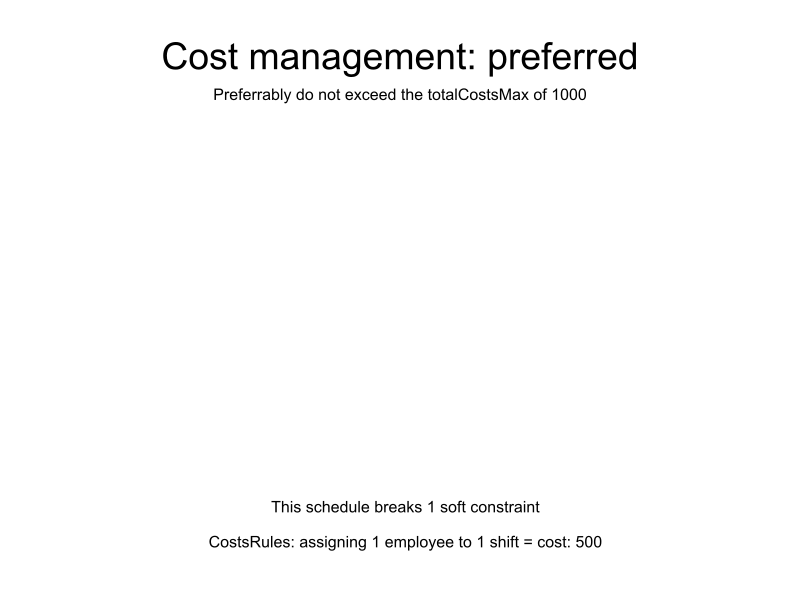 Cost management: preferred
Preferrably do not exceed the totalCostsMax of 1000
This schedule breaks 1 soft constraint
CostsRules: assigning 1 employee to 1 shift = cost: 500